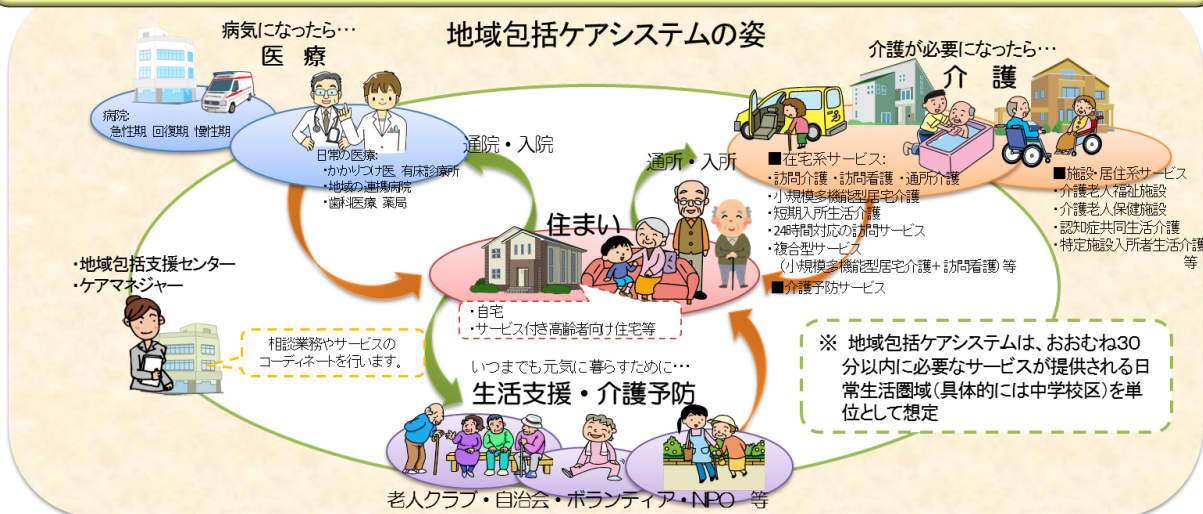 地域包括ケアシステムの姿
病気になったら…
医 療
病院:
急性期 回復期 慢性期
日常の医療:
・かかりつけ医、有床診療所
・地域の連携病院
・歯科医療、薬局
通院・入院
通所・入所
介護が必要になったら…
介 護
■在宅系サービス:
・訪問介護 ・訪問看護 ・通所介護
・小規模多機能型居宅介護
・短期入所生活介護
・24時間対応の訪問サービス
・複合型サービス
(小規模多機能型居宅介護+訪問看護) 等
■介護予防サービス
■施設・居住系サービス
・介護老人福祉施設
・介護老人保健施設
・認知症共同生活介護
・特定施設入所者生活介護
等
住まい
・自宅
・サービス付き高齢者向け住宅等
・地域包括支援センター
・ケアマネジャー
相談業務やサービスの
コーディネートを行います。
いつまでも元気に暮らすために…
生活支援・介護予防
老人クラブ・自治会・ボランティア・NPO 等
※ 地域包括ケアシステムは、おおむね30
分以内に必要なサービスが提供される日
常生活圏域(具体的には中学校区)を単
位として想定